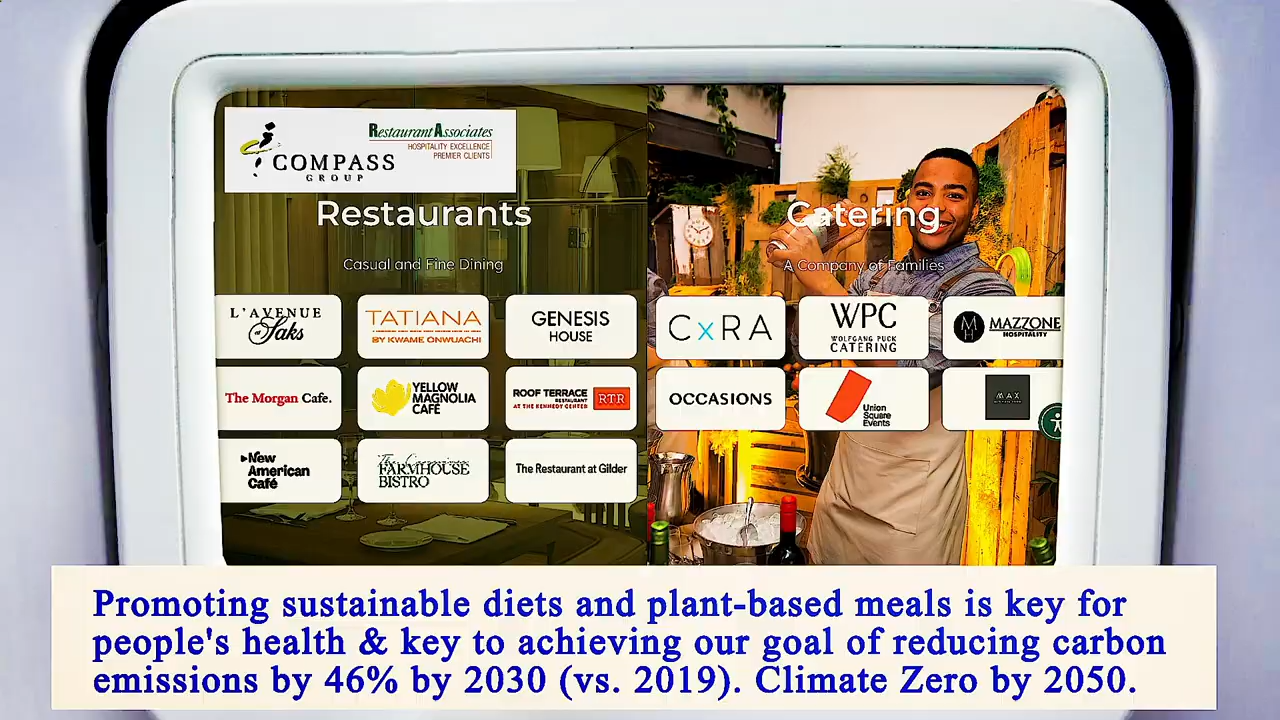 COMPASS
GROUP
RESTAURANT ASSOCIATES
HOSPITALITY EXCELLENCE
PREMIER CLIENTS
Restaurants
Casual and Fine Dining
L'AVENUE
at Saks
TATIANA
BY KWAME ONWUACHI
GENESIS
HOUSE
The Morgan Cafe.
YELLOW
MAGNOLIA
CAFÉ
ROOF TERRACE
RESTAURANT
AT THE KENNEDY CENTER
RTR
New
American
Café
FARMHOUSE
BISTRO
The Restaurant at Gilder
Catering
A Company of Families
CxRA
WPC
WOLFGANG PUCK
CATERING
MH
MAZZONE
HOSPITALITY
OCCASIONS
Union
Square
Events
MAX
Promoting sustainable diets and plant-based meals is key for
people's health & key to achieving our goal of reducing carbon
emissions by 46% by 2030 (vs. 2019). Climate Zero by 2050.